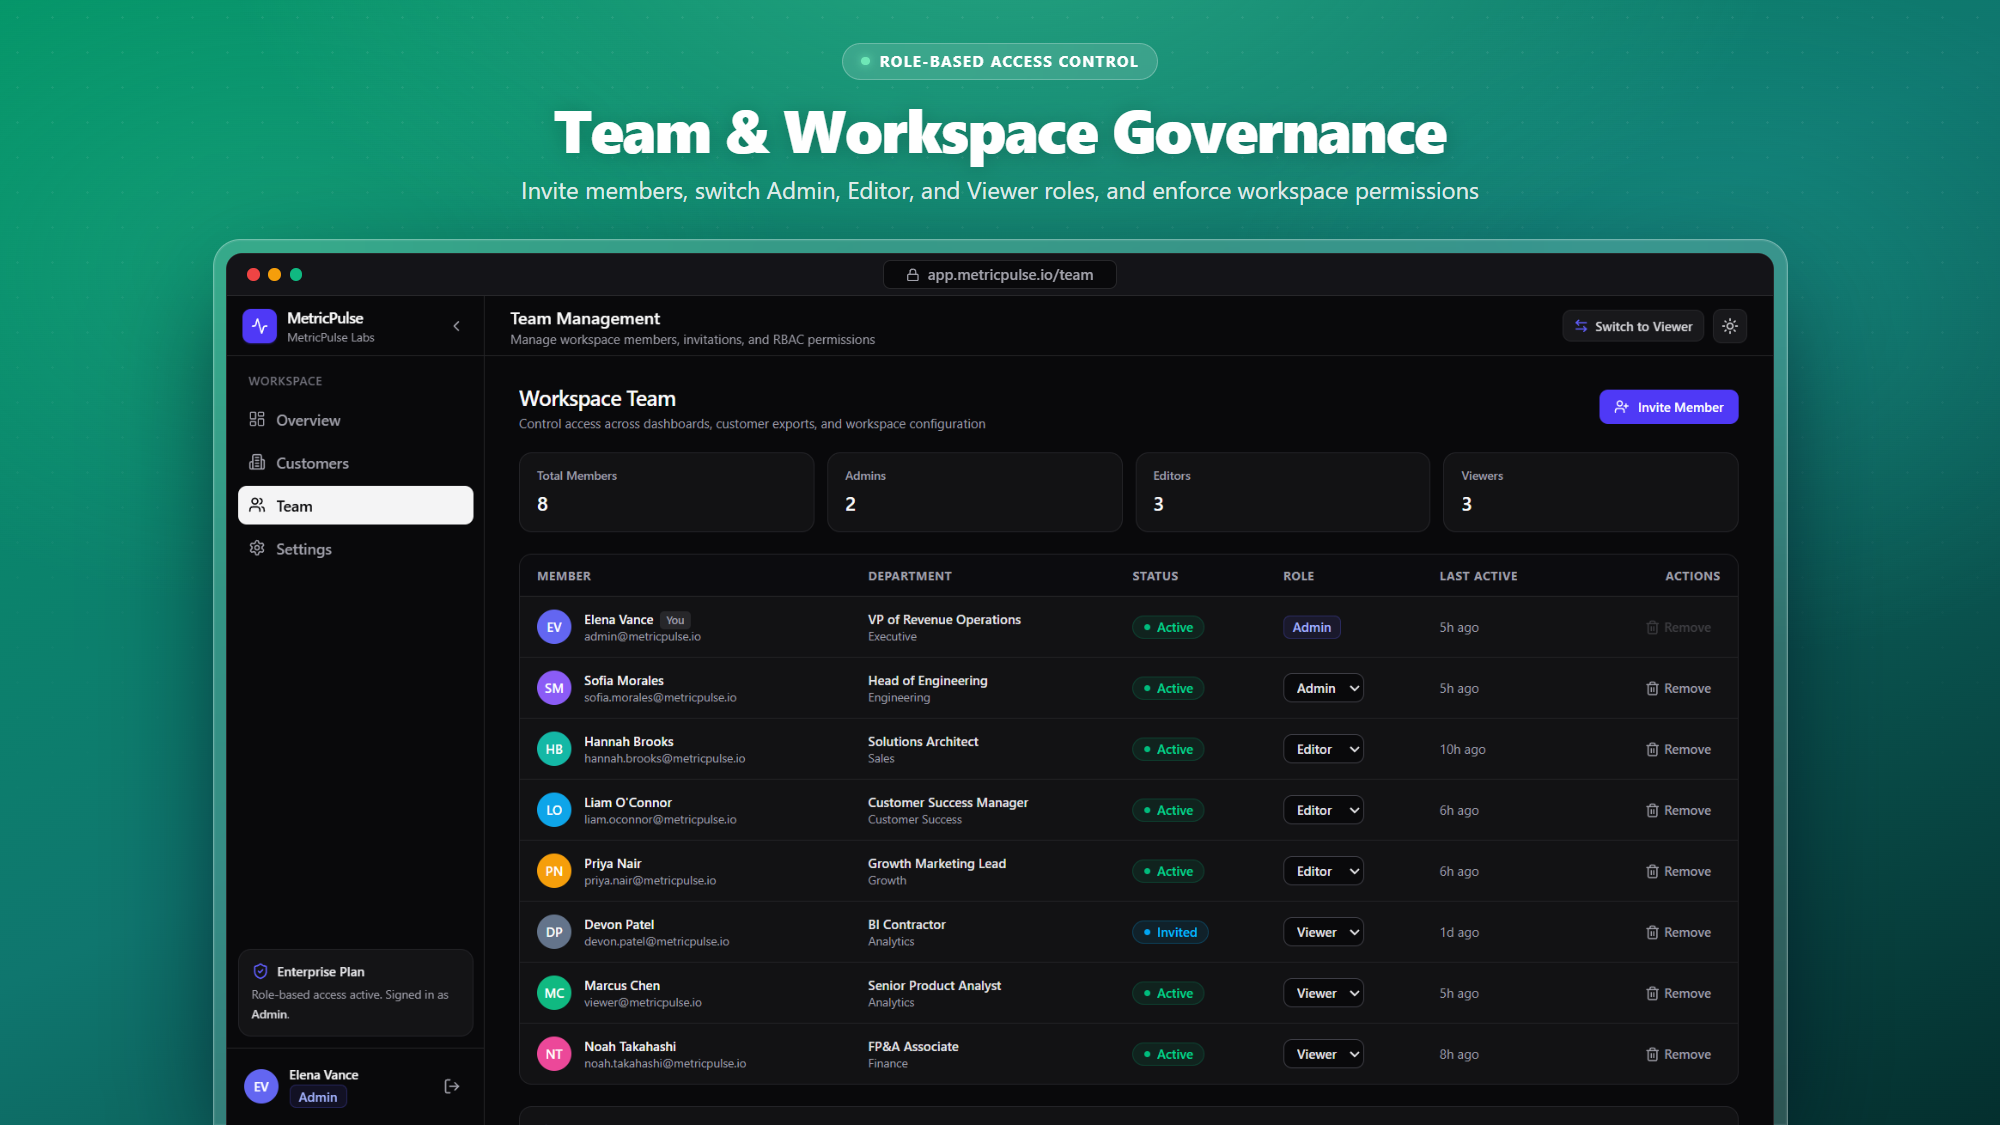 ROLE-BASED ACCESS CONTROL
Team & Workspace Governance
Invite members, switch Admin, Editor, and Viewer roles, and enforce workspace permissions
app.metricpulse.io/team
MetricPulse
MetricPulse Labs
Team Management
Manage workspace members, invitations, and RBAC permissions
Switch to Viewer
WORKSPACE
Overview
Customers
Team
Settings
Enterprise Plan
Role-based access active. Signed in as
Admin.
EV
Elena Vance
Admin
Workspace Team
Control access across dashboards, customer exports, and workspace configuration
Invite Member
Total Members
8
Admins
2
Editors
3
Viewers
3
MEMBER DEPARTMENT STATUS ROLE LAST ACTIVE ACTIONS
EV Elena Vance You VP of Revenue Operations Active Admin 5h ago Remove
admin@metricpulse.io Executive
SM Sofia Morales Head of Engineering Active Admin 5h ago Remove
sofia.morales@metricpulse.io Engineering
HB Hannah Brooks Solutions Architect Active Editor 10h ago Remove
hannah.brooks@metricpulse.io Sales
LO Liam O'Connor Customer Success Manager Active Editor 6h ago Remove
liam.oconnor@metricpulse.io Customer Success
PN Priya Nair Growth Marketing Lead Active Editor 6h ago Remove
priya.nair@metricpulse.io Growth
DP Devon Patel BI Contractor Invited Viewer 1d ago Remove
devon.patel@metricpulse.io Analytics
MC Marcus Chen Senior Product Analyst Active Viewer 5h ago Remove
viewer@metricpulse.io Analytics
NT Noah Takahashi FP&A Associate Active Viewer 8h ago Remove
noah.takahashi@metricpulse.io Finance